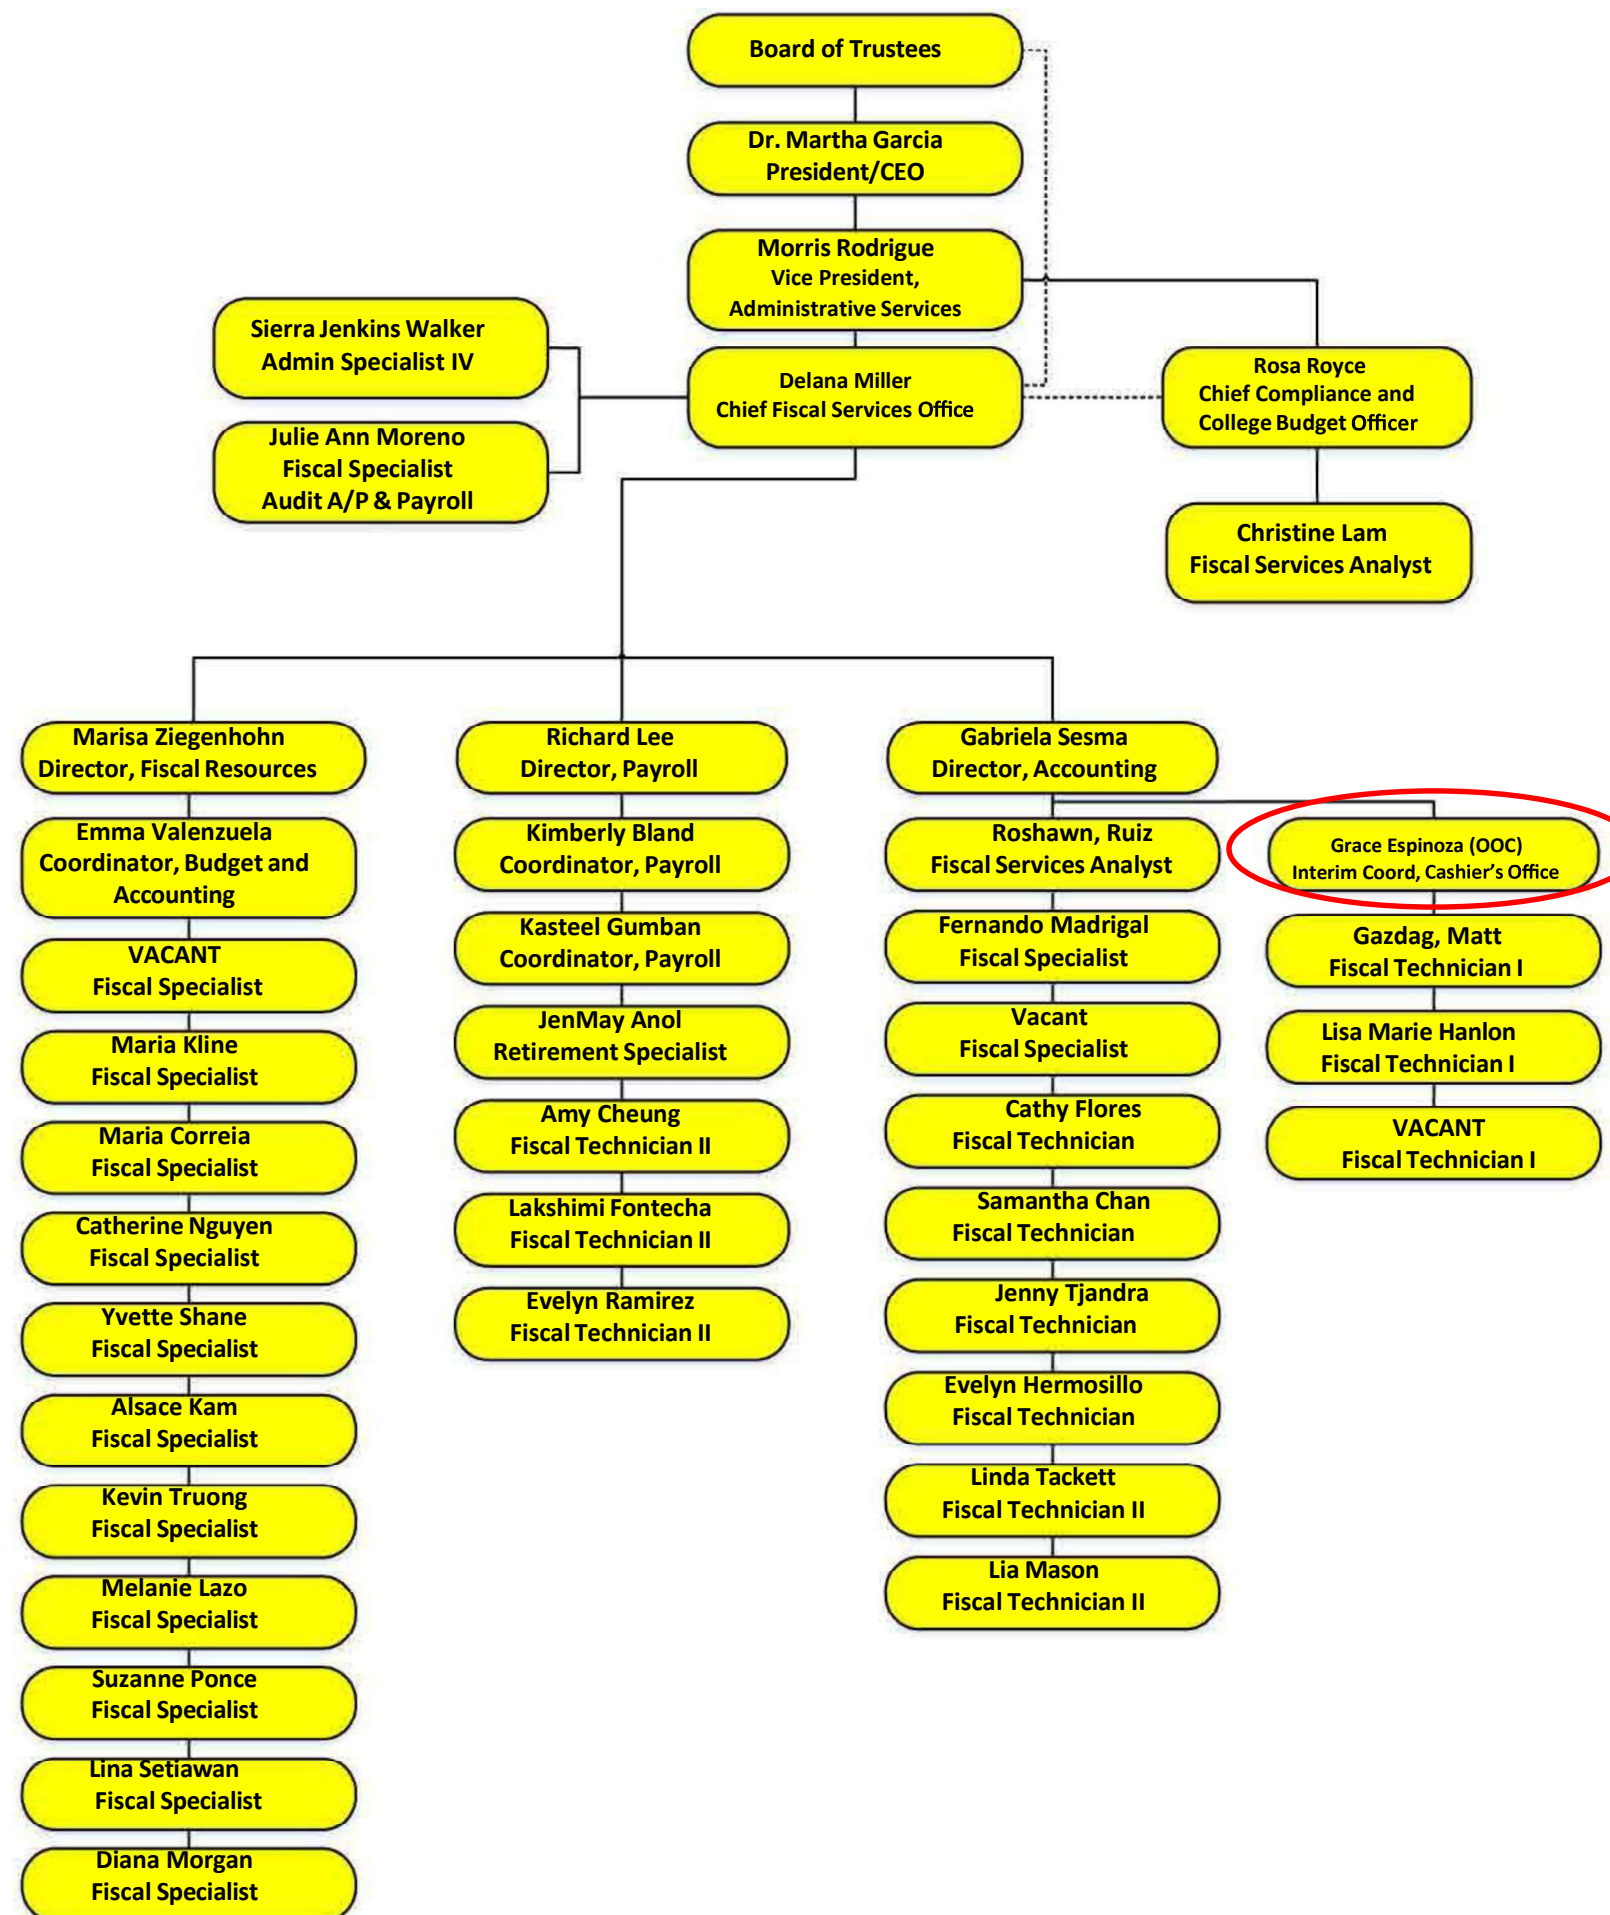 Board of Trustees
Dr. Martha Garcia
President/CEO
Morris Rodrigue
Vice President,
Administrative Services
Sierra Jenkins Walker
Admin Specialist IV
Delana Miller
Chief Fiscal Services Office
Rosa Royce
Chief Compliance and
College Budget Officer
Julie Ann Moreno
Fiscal Specialist
Audit A/P & Payroll
Christine Lam
Fiscal Services Analyst
Marisa Ziegenhohn
Director, Fiscal Resources
Emma Valenzuela
Coordinator, Budget and
Accounting
VACANT
Fiscal Specialist
Maria Kline
Fiscal Specialist
Maria Correia
Fiscal Specialist
Catherine Nguyen
Fiscal Specialist
Yvette Shane
Fiscal Specialist
Alsace Kam
Fiscal Specialist
Kevin Truong
Fiscal Specialist
Melanie Lazo
Fiscal Specialist
Suzanne Ponce
Fiscal Specialist
Lina Setiawan
Fiscal Specialist
Diana Morgan
Fiscal Specialist
Richard Lee
Director, Payroll
Kimberly Bland
Coordinator, Payroll
Kasteel Gumban
Coordinator, Payroll
JenMay Anol
Retirement Specialist
Amy Cheung
Fiscal Technician II
Lakshimi Fontecha
Fiscal Technician II
Evelyn Ramirez
Fiscal Technician II
Gabriela Sesma
Director, Accounting
Roshawn, Ruiz
Fiscal Services Analyst
Fernando Madrigal
Fiscal Specialist
Vacant
Fiscal Specialist
Cathy Flores
Fiscal Technician
Samantha Chan
Fiscal Technician
Jenny Tjandra
Fiscal Technician
Evelyn Hermosillo
Fiscal Technician
Linda Tackett
Fiscal Technician II
Lia Mason
Fiscal Technician II
Grace Espinoza (OOC)
Interim Coord, Cashier's Office
Gazdag, Matt
Fiscal Technician I
Lisa Marie Hanlon
Fiscal Technician I
VACANT
Fiscal Technician I